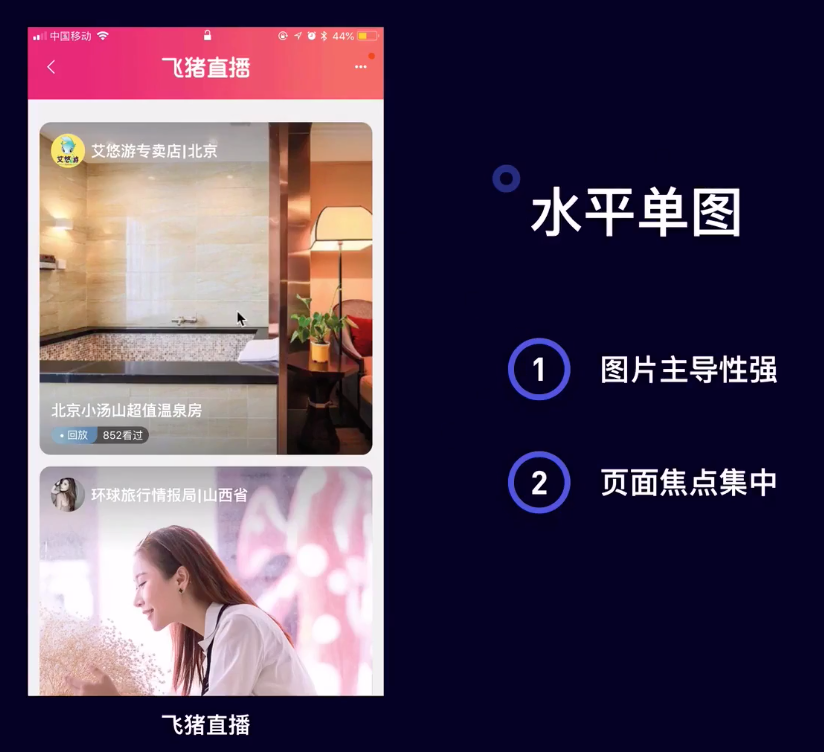 中国移动
44%
飞猪直播
艾悠游
艾悠游专卖店|北京
北京小汤山超值温泉房
回放 852看过
环球旅行情报局|山西省
飞猪直播
水平单图
1 图片主导性强
2 页面焦点集中